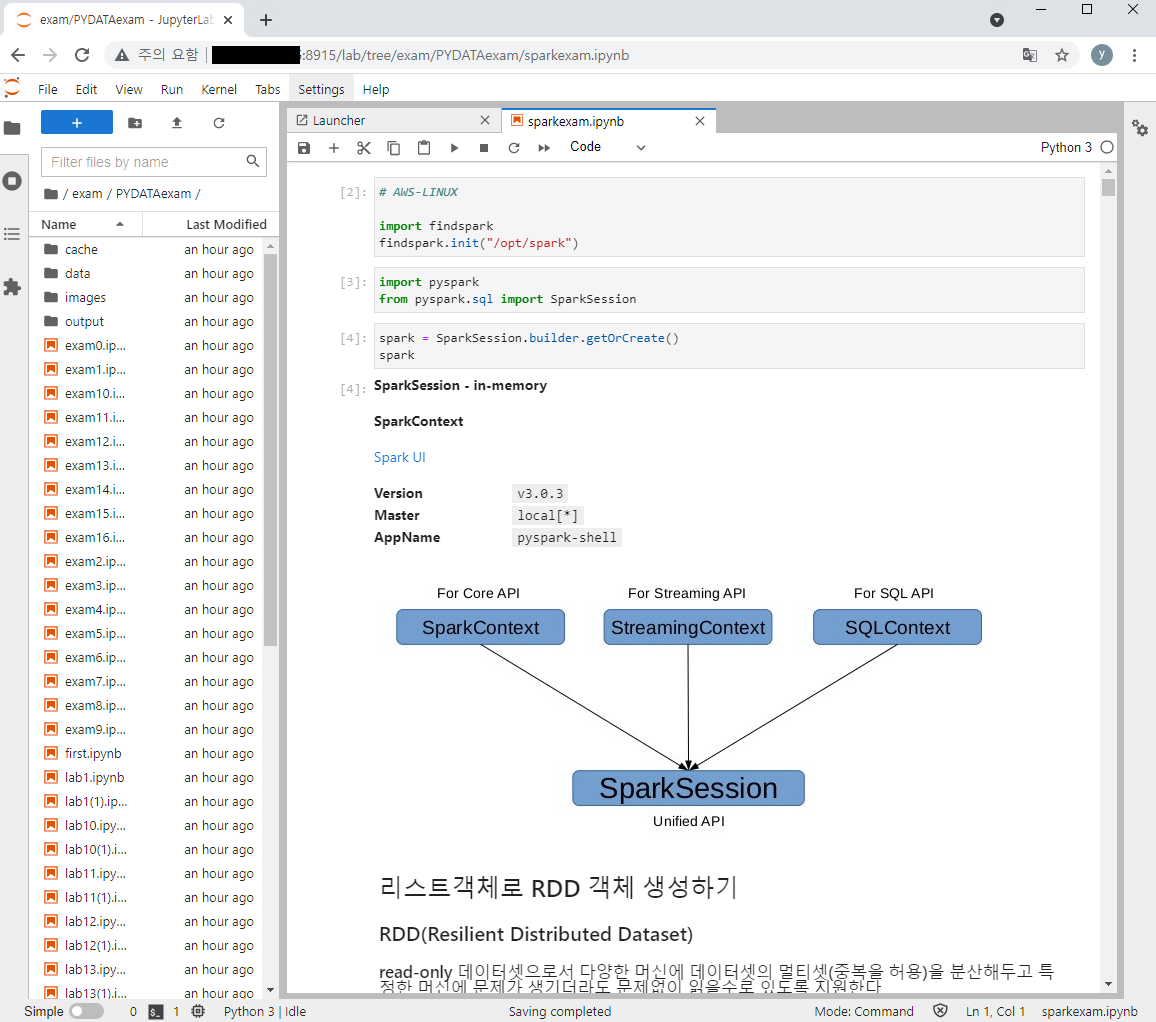 exam/PYDATAexam - JupyterLab
주의 요함
:8915/lab/tree/exam/PYDATAexam/sparkexam.ipynb
y
File Edit View Run Kernel Tabs Settings Help
Filter files by name
/ exam / PYDATAexam /
Name Last Modified
cache an hour ago
data an hour ago
images an hour ago
output an hour ago
exam0.ip... an hour ago
exam1.ip... an hour ago
exam10.i... an hour ago
exam11.i... an hour ago
exam12.i... an hour ago
exam13.i... an hour ago
exam14.i... an hour ago
exam15.i... an hour ago
exam16.i... an hour ago
exam2.ip... an hour ago
exam3.ip... an hour ago
exam4.ip... an hour ago
exam5.ip... an hour ago
exam6.ip... an hour ago
exam7.ip... an hour ago
exam8.ip... an hour ago
exam9.ip... an hour ago
first.ipynb an hour ago
lab1.ipynb an hour ago
lab1(1).ip... an hour ago
lab10.ipy... an hour ago
lab10(1).i... an hour ago
lab11.ipy... an hour ago
lab11(1).i... an hour ago
lab12.ipy... an hour ago
lab12(1).i... an hour ago
lab13.ipy... an hour ago
lab13(1).i... an hour ago
Launcher
sparkexam.ipynb
Code
Python 3
[2]: # AWS-LINUX
import findspark
findspark.init("/opt/spark")
[3]: import pyspark
from pyspark.sql import SparkSession
[4]: spark = SparkSession.builder.getOrCreate()
spark
[4]: SparkSession - in-memory
SparkContext
Spark UI
Version v3.0.3
Master local[*]
AppName pyspark-shell
For Core API For Streaming API For SQL API
SparkContext StreamingContext SQLContext
SparkSession
Unified API
리스트객체로 RDD 객체 생성하기
RDD(Resilient Distributed Dataset)
read-only 데이터셋으로서 다양한 머신에 데이터셋의 멀티셋(중복을 허용)을 분산해두고 특
정한 머신에 문제가 생기더라도 문제없이 읽을수로 있도록 지원한다
Simple 0 $_ 1 Python 3 | Idle Saving completed Mode: Command Ln 1, Col 1 sparkexam.ipynb